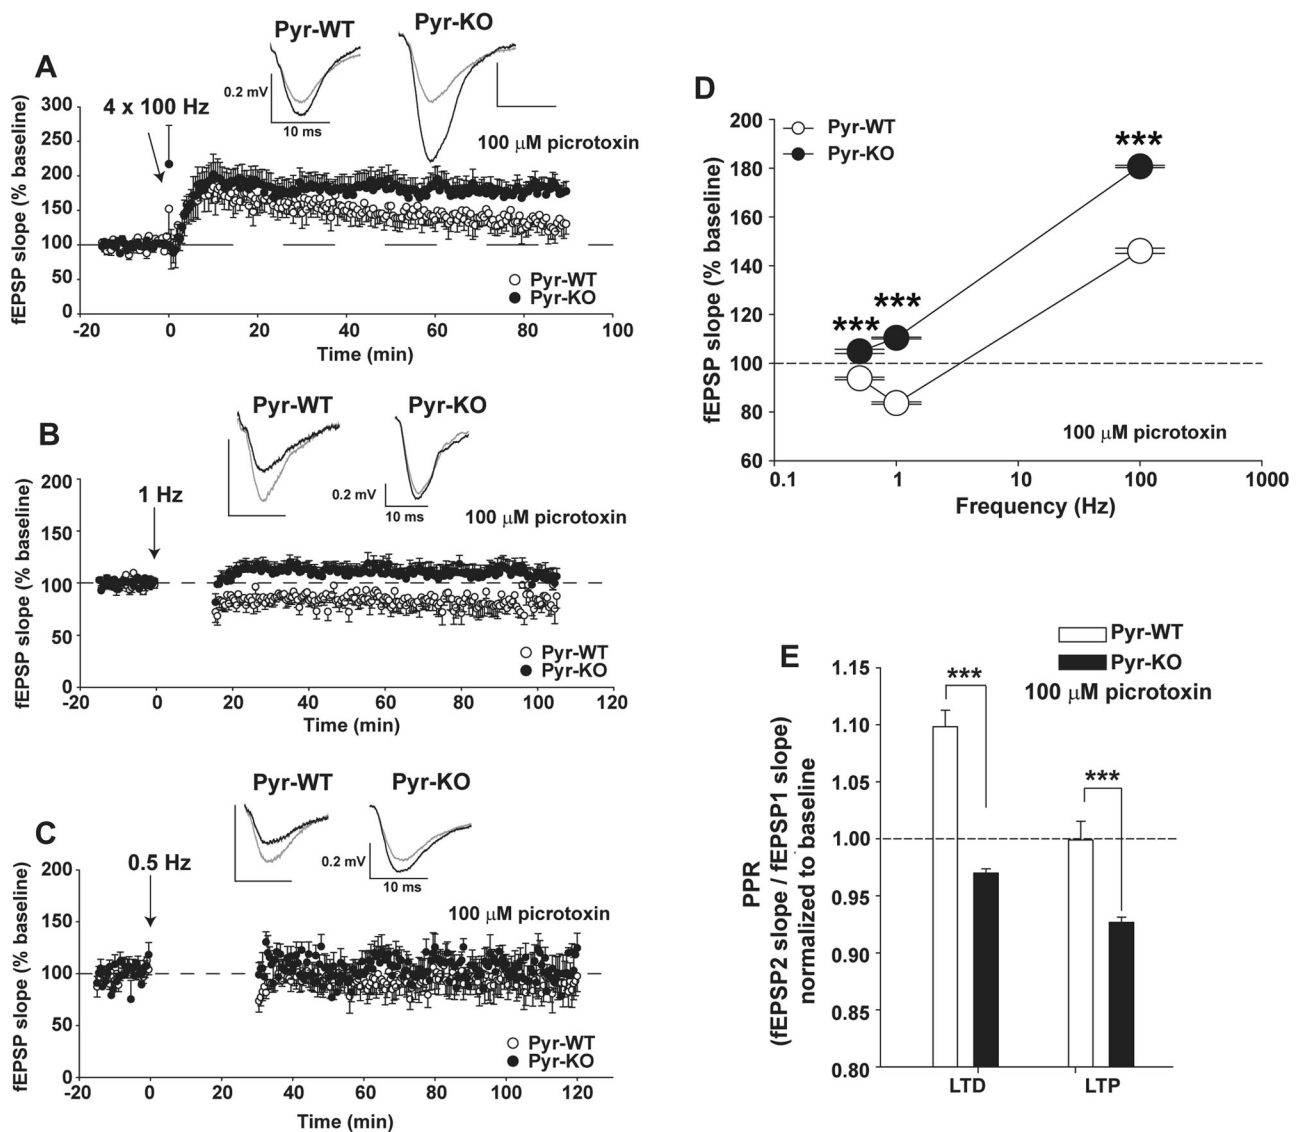 A
Pyr-WT
Pyr-KO
4 x 100 Hz
0.2 mV
10 ms
100 μM picrotoxin
fEPSP slope (% baseline)
300
250
200
150
100
50
0
Pyr-WT
Pyr-KO
-20 0 20 40 60 80 100
Time (min)
B
Pyr-WT
Pyr-KO
1 Hz
0.2 mV
10 ms
100 μM picrotoxin
fEPSP slope (% baseline)
200
150
100
50
0
Pyr-WT
Pyr-KO
-20 0 20 40 60 80 100 120
Time (min)
C
Pyr-WT
Pyr-KO
0.5 Hz
0.2 mV
10 ms
100 μM picrotoxin
fEPSP slope (% baseline)
200
150
100
50
0
Pyr-WT
Pyr-KO
-20 0 20 40 60 80 100 120
Time (min)
D
Pyr-WT
Pyr-KO
***
***
***
fEPSP slope (% baseline)
200
180
160
140
120
100
80
60
100 μM picrotoxin
0.1 1 10 100 1000
Frequency (Hz)
E
Pyr-WT
Pyr-KO
100 μM picrotoxin
***
***
PPR
(fEPSP2 slope / fEPSP1 slope)
normalized to baseline
1.15
1.10
1.05
1.00
0.95
0.90
0.85
0.80
LTD LTP